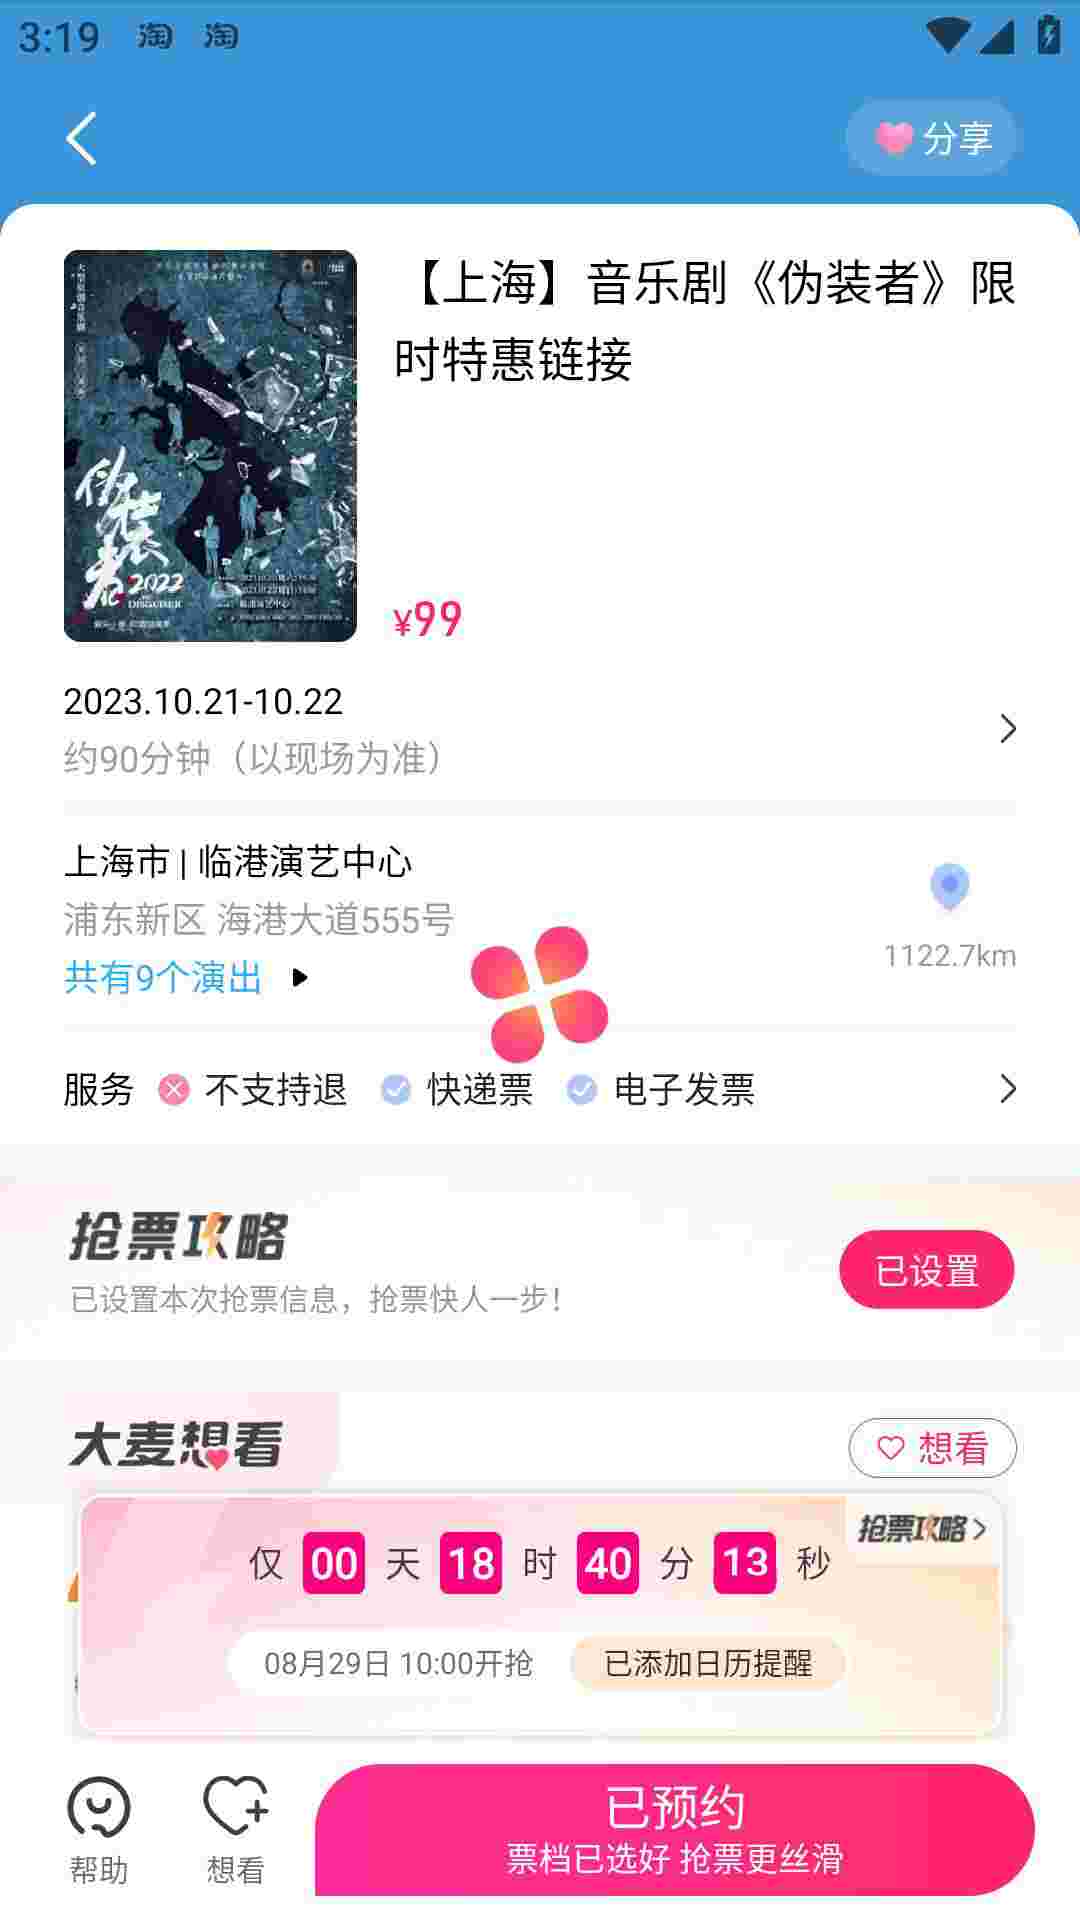 3:19 淘 淘
分享
【上海】音乐剧《伪装者》限
时特惠链接
伪装者
2022
DISGUISER
¥99
2023.10.21-10.22
约90分钟（以现场为准）
上海市 | 临港演艺中心
浦东新区 海港大道555号
1122.7km
共有9个演出
服务 不支持退 快递票 电子发票
抢票攻略
已设置
已设置本次抢票信息，抢票快人一步！
大麦想看
想看
抢票攻略
仅 00 天 18 时 40 分 13 秒
08月29日 10:00开抢 已添加日历提醒
已预约
票档已选好 抢票更丝滑
帮助 想看